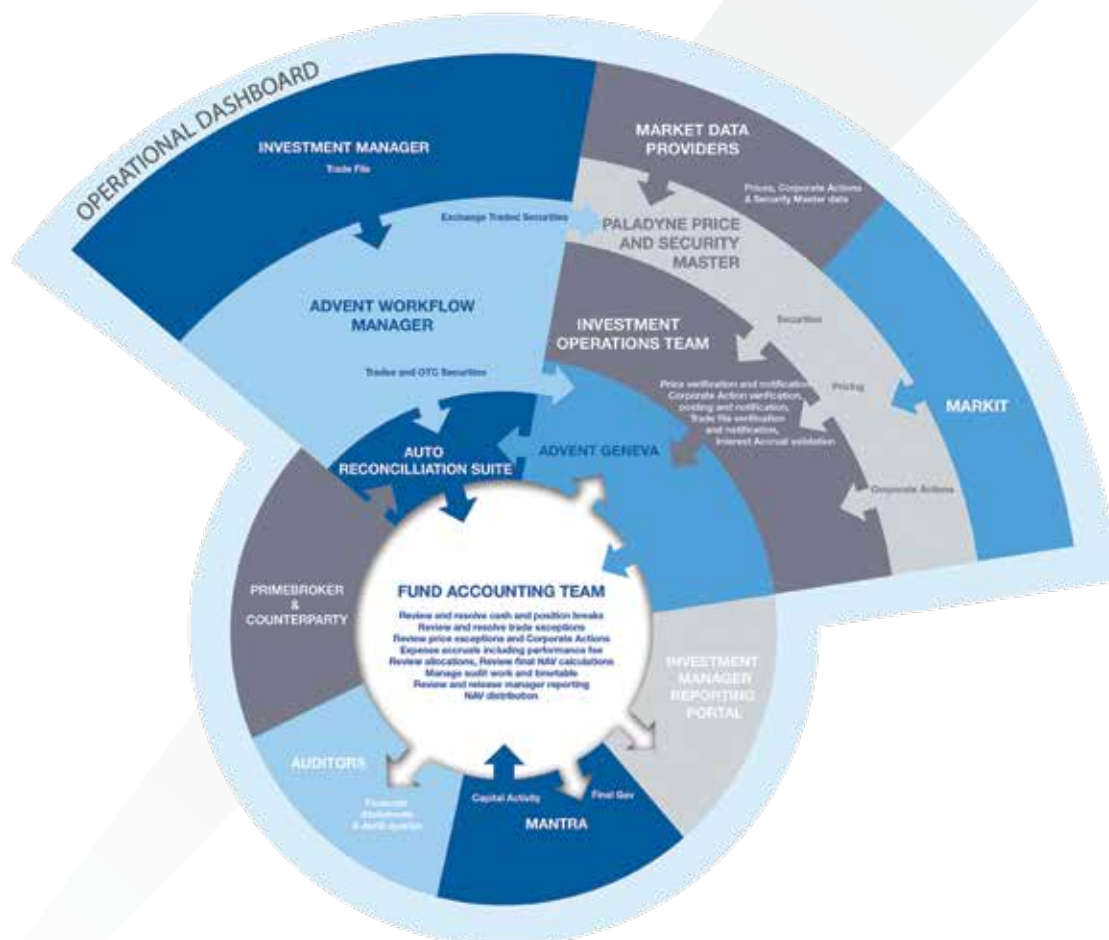 OPERATIONAL DASHBOARD
INVESTMENT MANAGER
Trade File
MARKET DATA
PROVIDERS
Prices, Corporate Actions
& Security Master data
Exchange Traded Securities
PALADYNE PRICE
AND SECURITY
MASTER
ADVENT WORKFLOW
MANAGER
INVESTMENT
OPERATIONS TEAM
Securities
Trades and OTC Securities
Price verification and notification,
Corporate Action verfication,
posting and notification,
Trade file verification
and notification,
Interest Accrual validation
Pricing
MARKIT
AUTO
RECONCILLIATION SUITE
ADVENT GENEVA
Corporate Actions
PRIMEBROKER
&
COUNTERPARTY
FUND ACCOUNTING TEAM
Review and resolve cash and position breaks
Review and resolve trade exceptions
Review price exceptions and Corporate Actions
Expense accruals including performance fee
Review allocations, Review final NAV calculations
Manage audit work and timetable
Review and release manager reporting
NAV distribution
INVESTMENT
MANAGER
REPORTING
PORTAL
AUDITORS
Financial
Statements
& Audit queries
Capital Activity
Final Gav
MANTRA